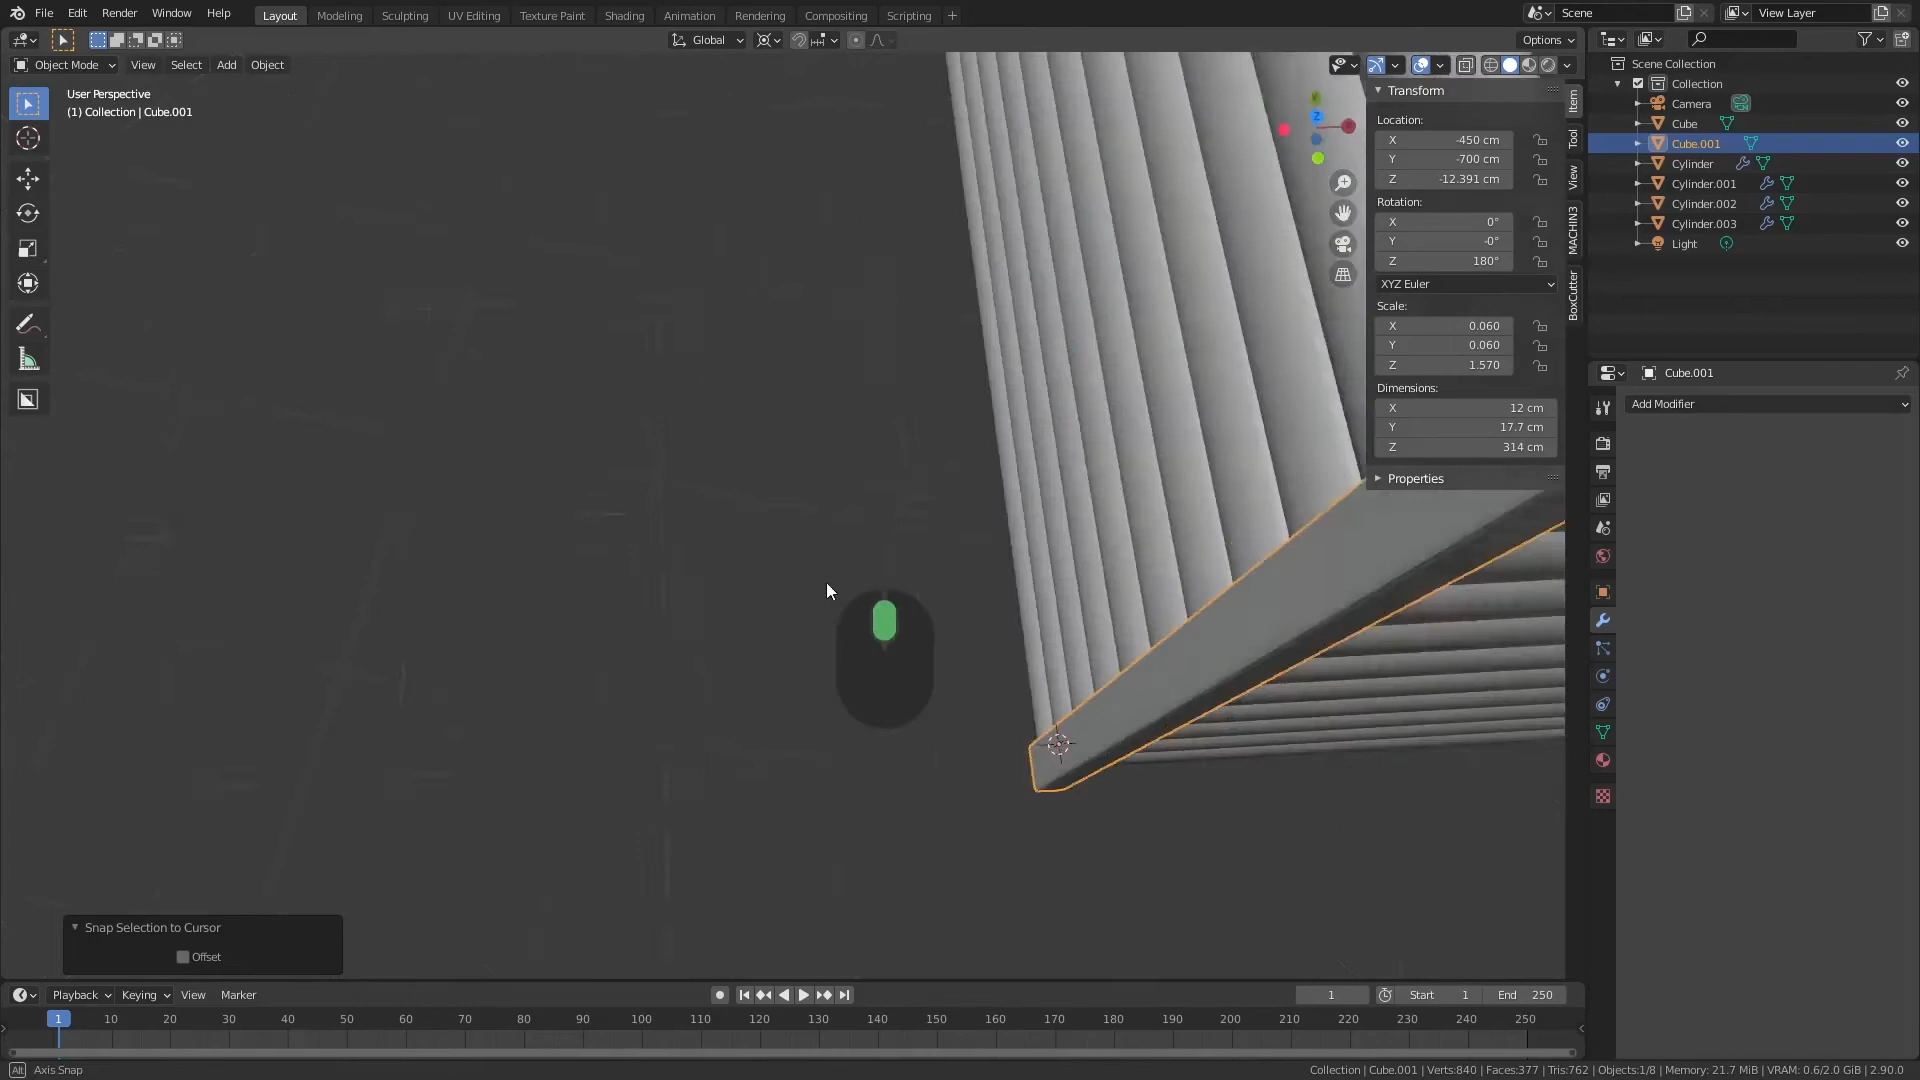 File Edit Render Window Help Layout Modeling Sculpting UV Editing Texture Paint Shading Animation Rendering Compositing Scripting + Scene View Layer
Global Options
Object Mode View Select Add Object
User Perspective
(1) Collection | Cube.001
Transform
Location:
X -450 cm
Y -700 cm
Z -12.391 cm
Rotation:
X 0°
Y -0°
Z 180°
XYZ Euler
Scale:
X 0.060
Y 0.060
Z 1.570
Dimensions:
X 12 cm
Y 17.7 cm
Z 314 cm
Properties
Item
Tool
View
MACHIN3
BoxCutter
Z
Scene Collection
Collection
Camera
Cube
Cube.001
Cylinder
Cylinder.001
Cylinder.002
Cylinder.003
Light
Cube.001
Add Modifier
Snap Selection to Cursor
Offset
Playback Keying View Marker 1 Start 1 End 250
1 10 20 30 40 50 60 70 80 90 100 110 120 130 140 150 160 170 180 190 200 210 220 230 240 250
Alt Axis Snap Collection | Cube.001 | Verts:840 | Faces:377 | Tris:762 | Objects:1/8 | Memory: 21.7 MiB | VRAM: 0.6/2.0 GiB | 2.90.0